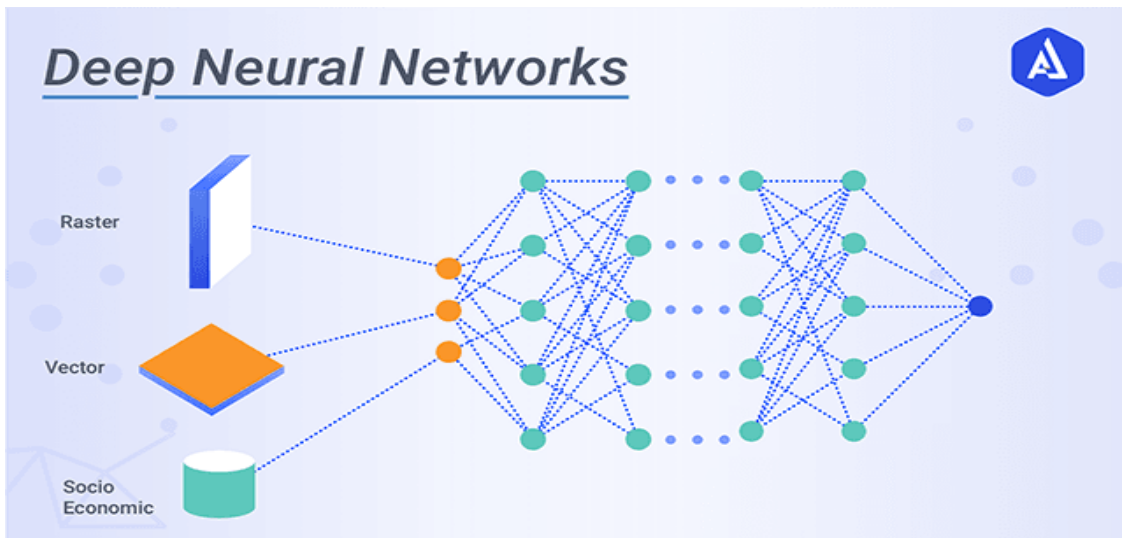 Deep Neural Networks
Raster
Vector
Socio
Economic